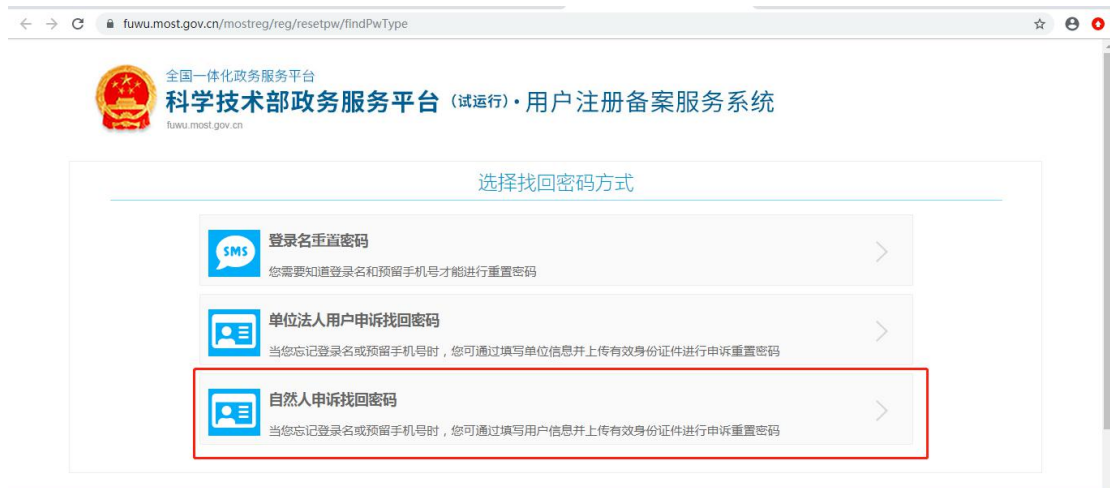 fuwu.most.gov.cn/mostreg/reg/resetpw/findPwType
全国一体化政务服务平台
科学技术部政务服务平台（试运行）·用户注册备案服务系统
fuwu.most.gov.cn
选择找回密码方式
SMS
登录名重置密码
您需要知道登录名和预留手机号才能进行重置密码
单位法人用户申诉找回密码
当您忘记登录名或预留手机号时，您可通过填写单位信息并上传有效身份证件进行申诉重置密码
自然人申诉找回密码
当您忘记登录名或预留手机号时，您可通过填写用户信息并上传有效身份证件进行申诉重置密码